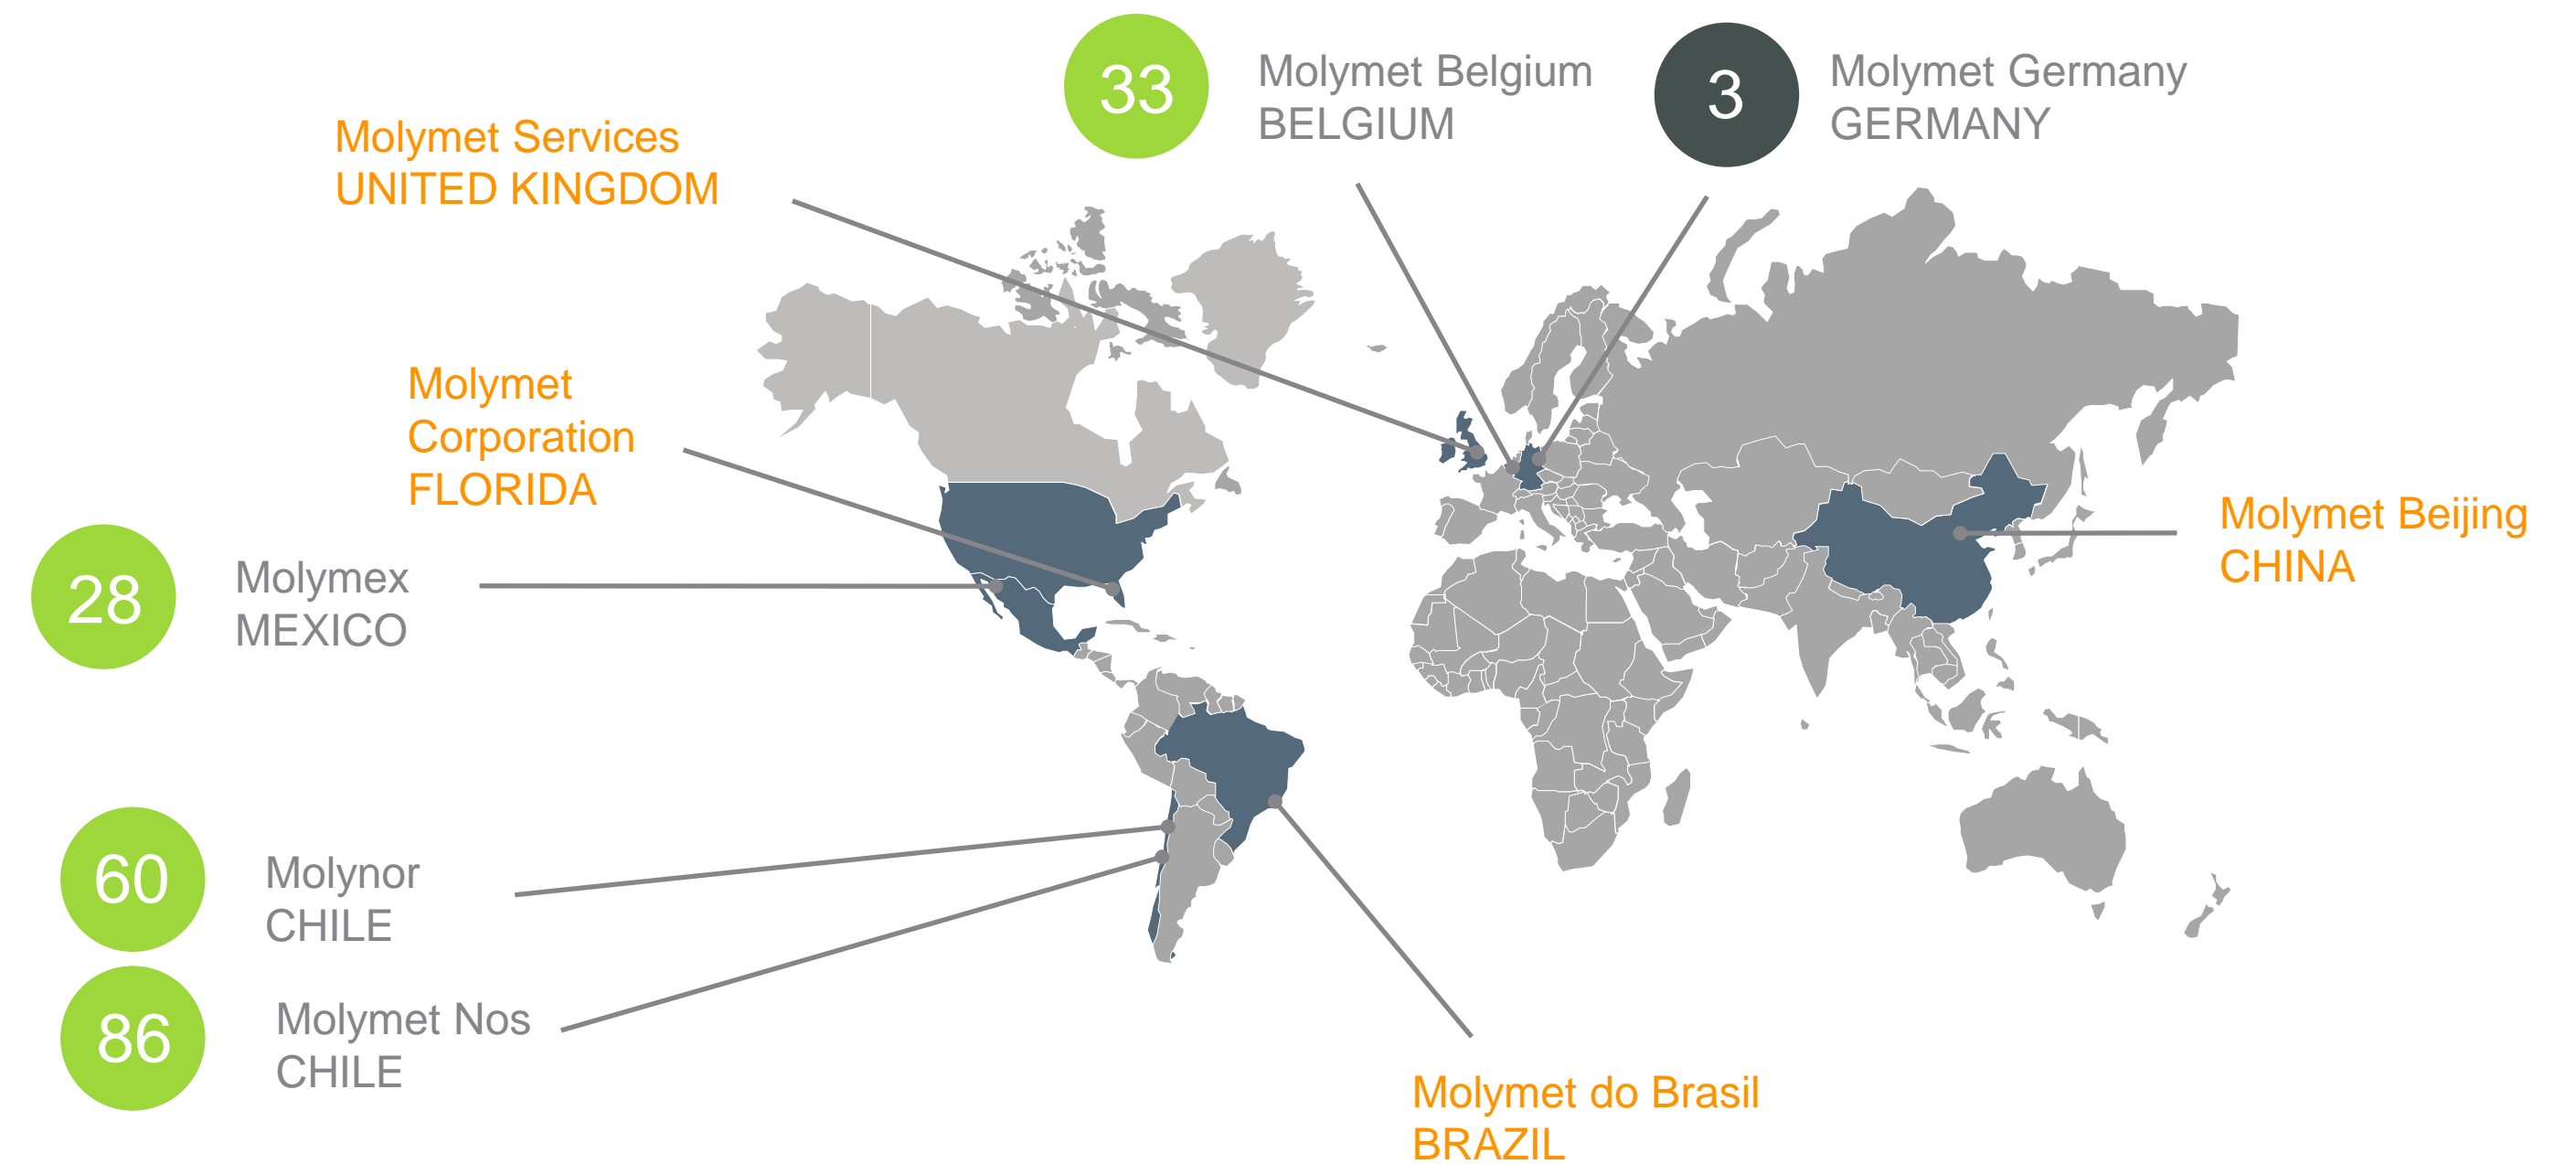 33
Molymet Belgium
BELGIUM
3
Molymet Germany
GERMANY
Molymet Services
UNITED KINGDOM
Molymet
Corporation
FLORIDA
Molymet Beijing
CHINA
28
Molymex
MEXICO
60
Molynor
CHILE
86
Molymet Nos
CHILE
Molymet do Brasil
BRAZIL